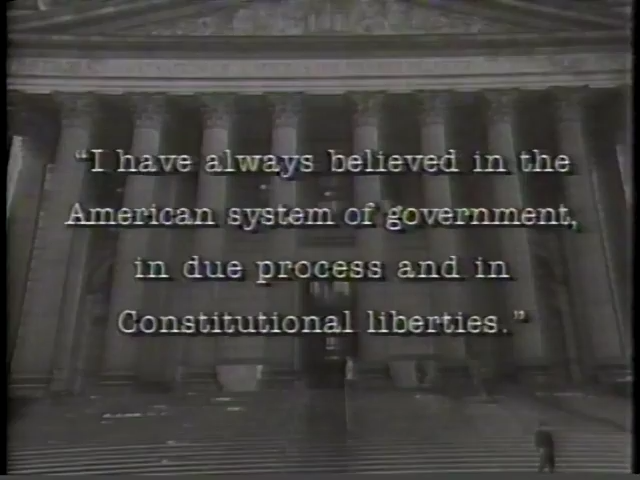 “I have always believed in the
American system of government,
in due process and in
Constitutional liberties.”